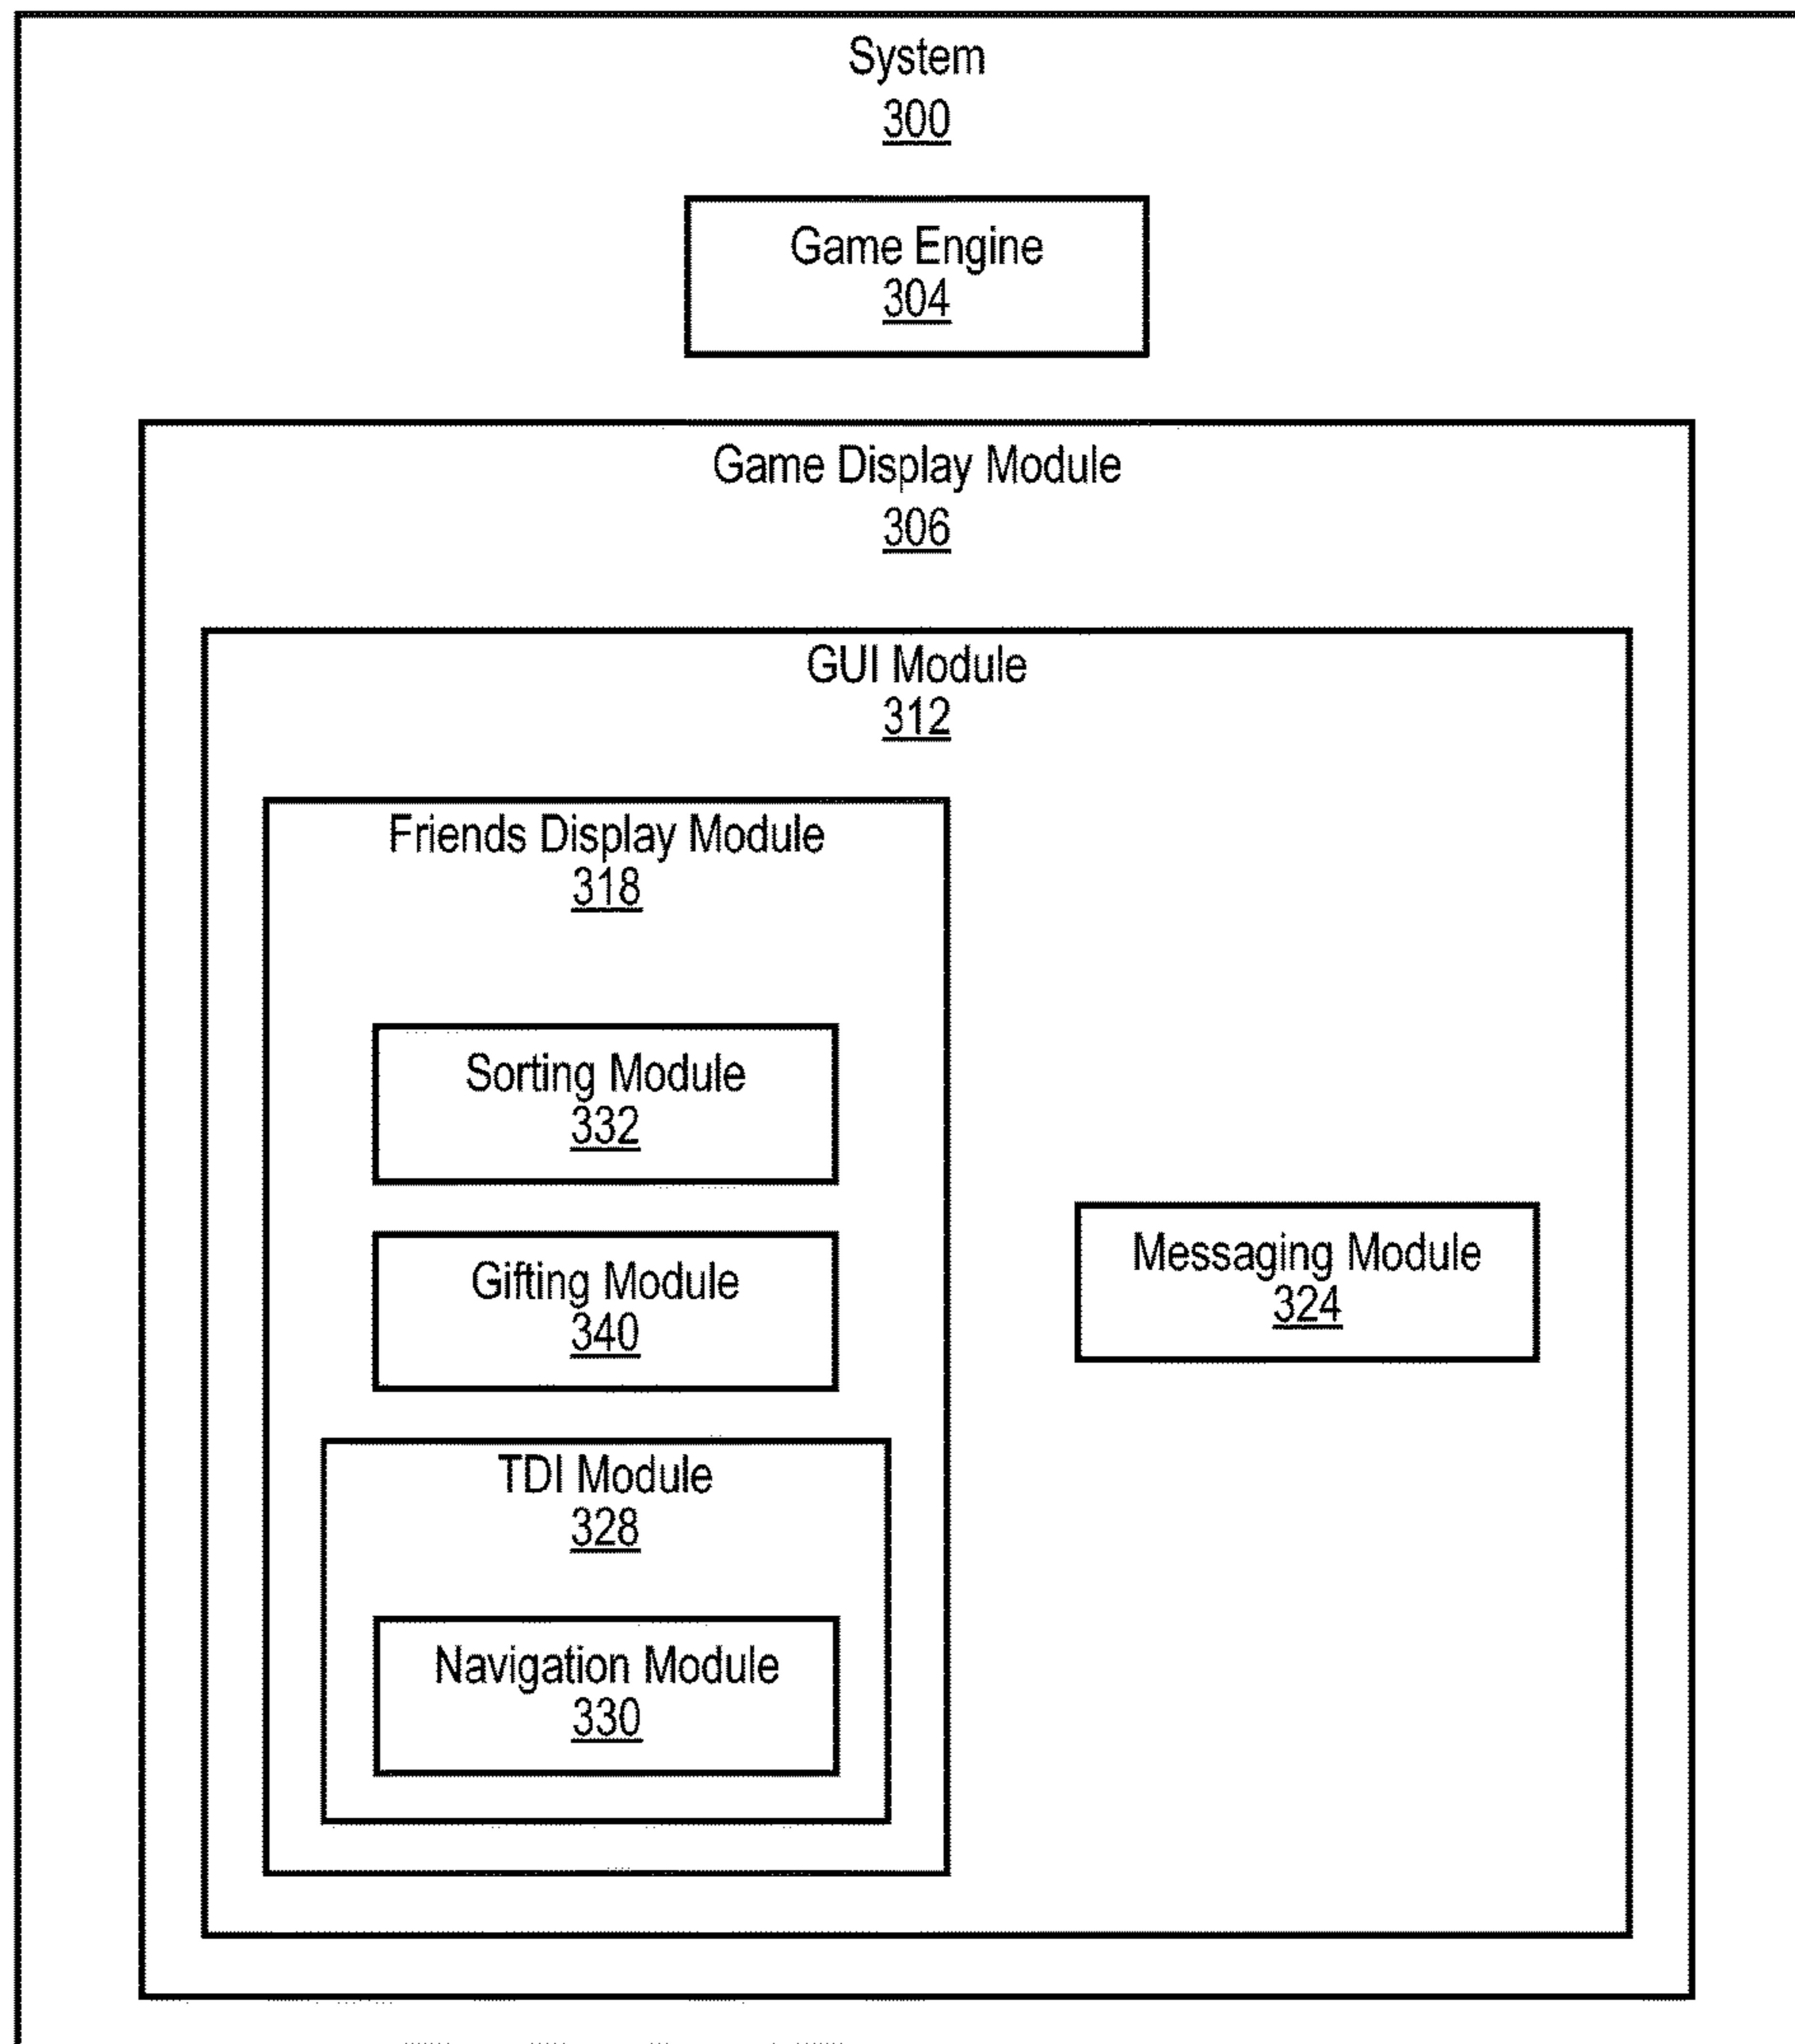 System
300
Game Engine
304
Game Display Module
306
GUI Module
312
Friends Display Module
318
Sorting Module
332
Gifting Module
340
Messaging Module
324
TDI Module
328
Navigation Module
330